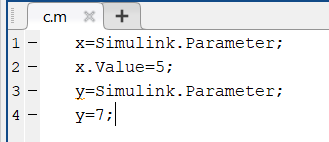 c.m
1 – x=Simulink.Parameter;
2 – x.Value=5;
3 – y=Simulink.Parameter;
4 – y=7;